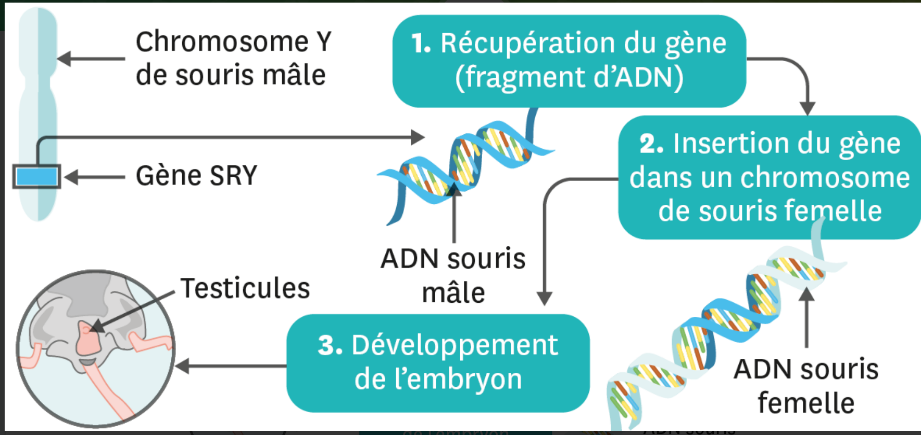 Chromosome Y
de souris mâle
Gène SRY
1. Récupération du gène
(fragment d'ADN)
ADN souris
mâle
2. Insertion du gène
dans un chromosome
de souris femelle
ADN souris
femelle
3. Développement
de l'embryon
Testicules